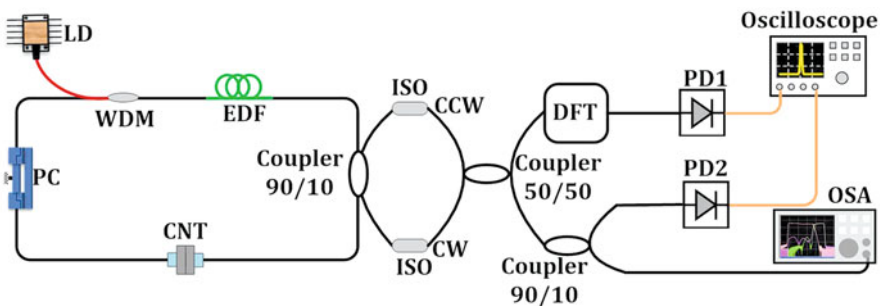 LD
WDM
EDF
ISO
CCW
Oscilloscope
PD1
DFT
Coupler
90/10
Coupler
50/50
PC
PD2
OSA
CNT
ISO
CW
Coupler
90/10